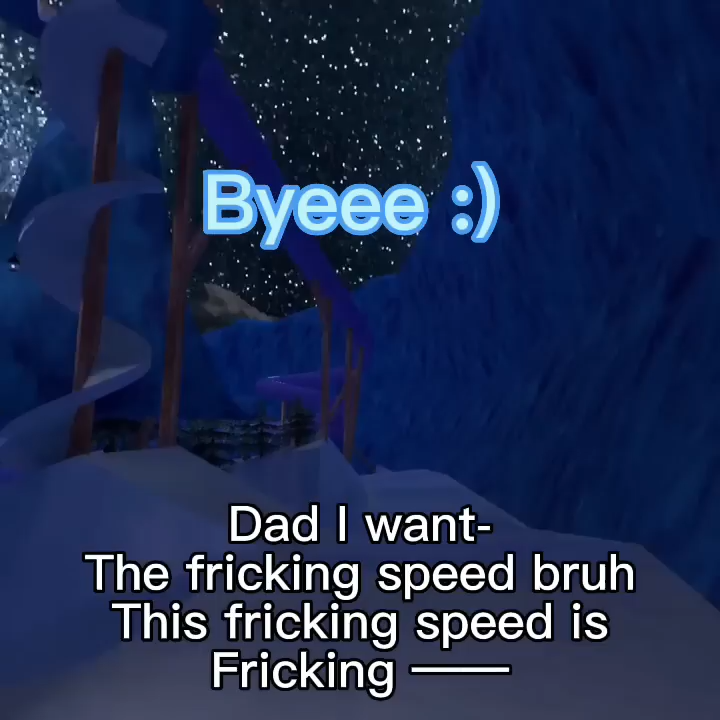 Byeee :)
Dad I want-
The fricking speed bruh
This fricking speed is
Fricking ——